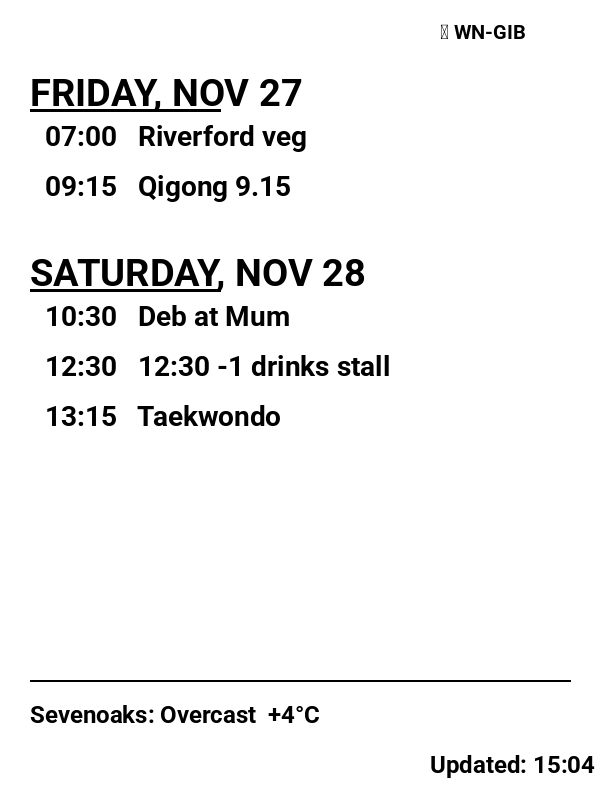 WN-GIB
FRIDAY, NOV 27
07:00 Riverford veg
09:15 Qigong 9.15
SATURDAY, NOV 28
10:30 Deb at Mum
12:30 12:30 -1 drinks stall
13:15 Taekwondo
Sevenoaks: Overcast +4°C
Updated: 15:04